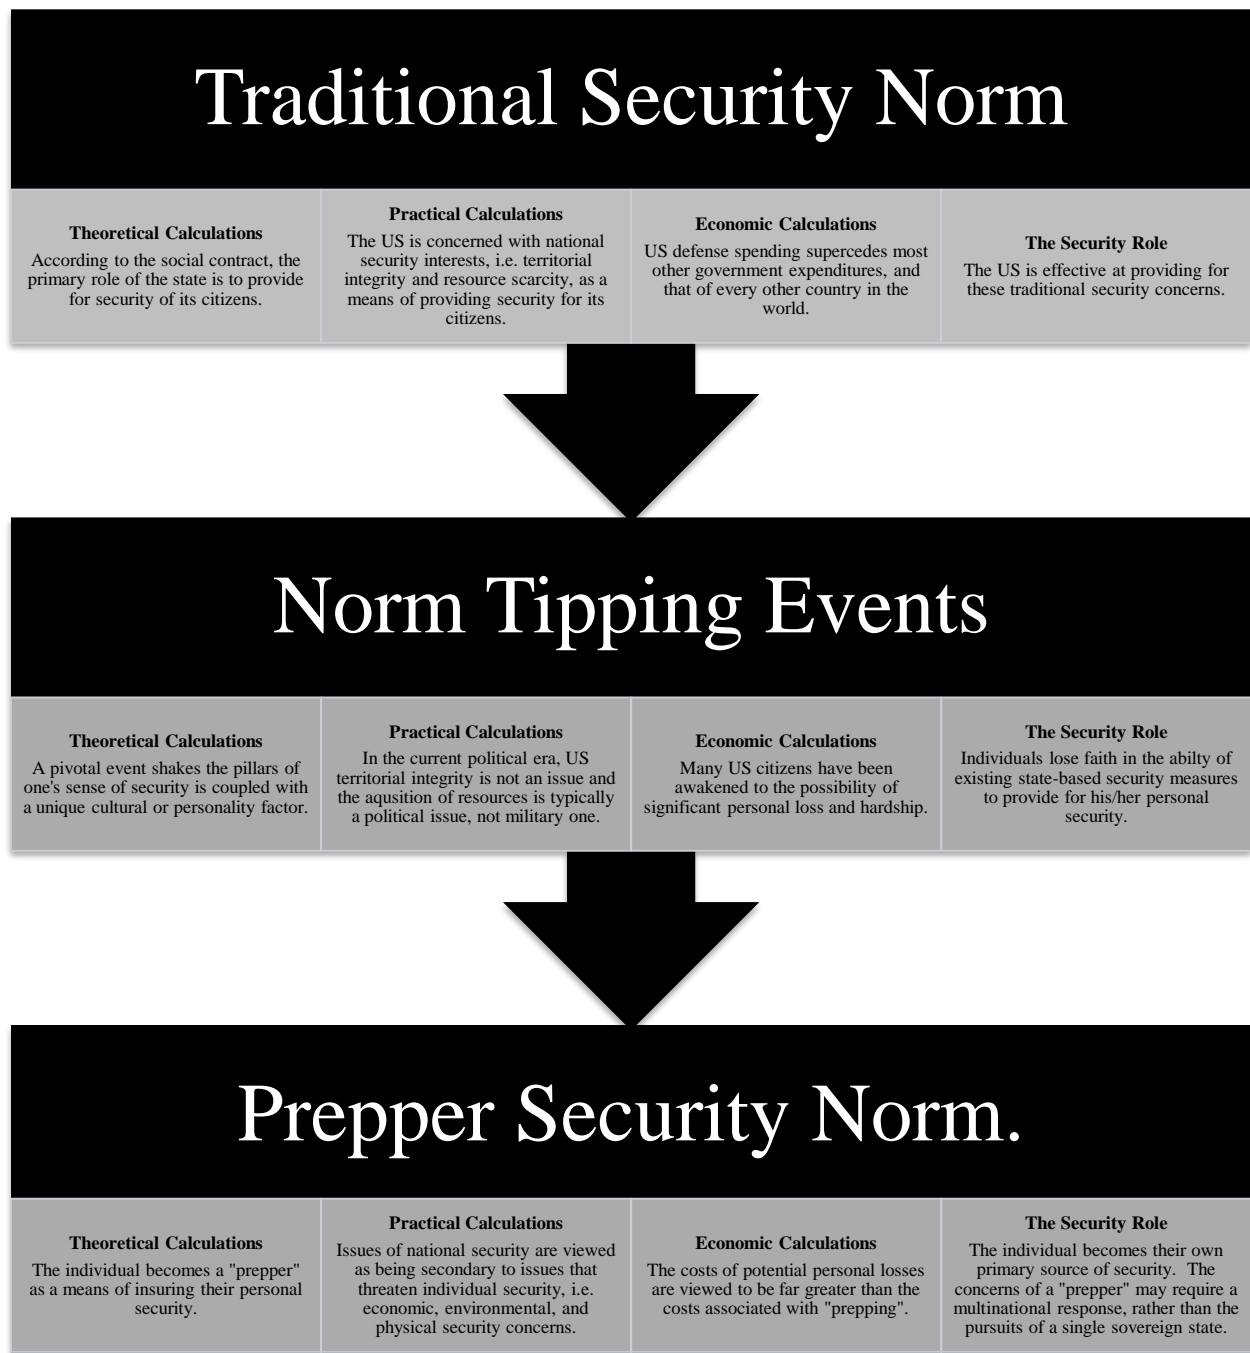 Traditional Security Norm
Theoretical Calculations
According to the social contract, the
primary role of the state is to provide
for security of its citizens.
Practical Calculations
The US is concerned with national
security interests, i.e. territorial
integrity and resource scarcity, as a
means of providing security for its
citizens.
Economic Calculations
US defense spending supercedes most
other government expenditures, and
that of every other country in the
world.
The Security Role
The US is effective at providing for
these traditional security concerns.
Norm Tipping Events
Theoretical Calculations
A pivotal event shakes the pillars of
one's sense of security is coupled with
a unique cultural or personality factor.
Practical Calculations
In the current political era, US
territorial integrity is not an issue and
the aqusition of resources is typically
a political issue, not military one.
Economic Calculations
Many US citizens have been
awakened to the possibility of
significant personal loss and hardship.
The Security Role
Individuals lose faith in the abilty of
existing state-based security measures
to provide for his/her personal
security.
Prepper Security Norm.
Theoretical Calculations
The individual becomes a "prepper"
as a means of insuring their personal
security.
Practical Calculations
Issues of national security are viewed
as being secondary to issues that
threaten individual security, i.e.
economic, environmental, and
physical security concerns.
Economic Calculations
The costs of potential personal losses
are viewed to be far greater than the
costs associated with "prepping".
The Security Role
The individual becomes their own
primary source of security.  The
concerns of a "prepper" may require a
multinational response, rather than the
pursuits of a single sovereign state.